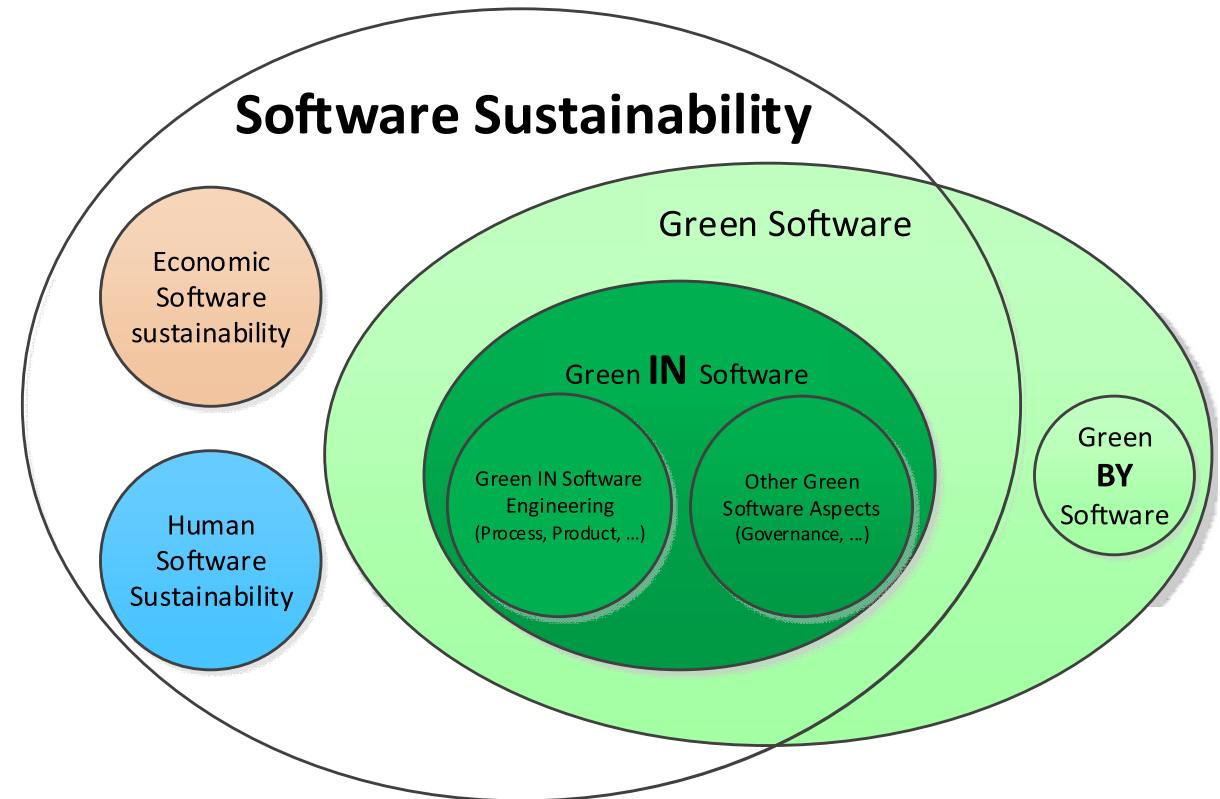 Software Sustainability
Green Software
Economic
Software
sustainability
Green IN Software
Green IN Software
Engineering
(Process, Product, ...)
Other Green
Software Aspects
(Governance, ...)
Green
BY
Software
Human
Software
Sustainability